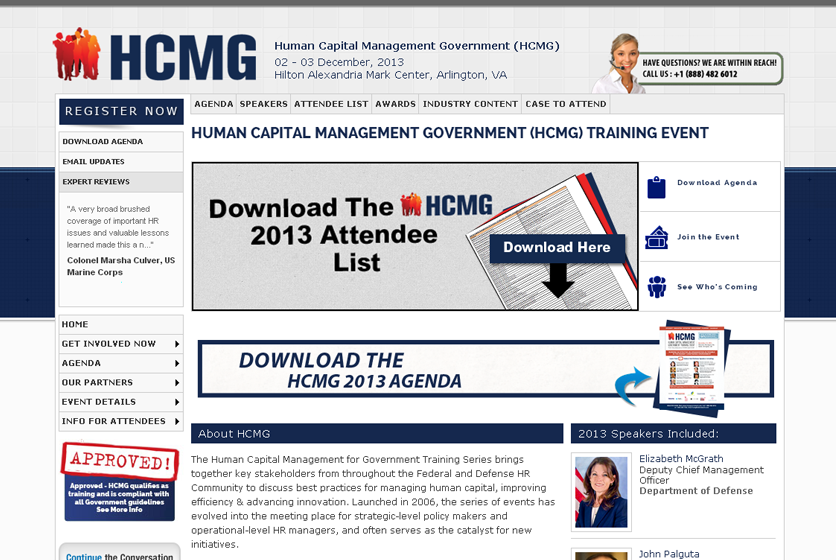 HCMG
Human Capital Management Government (HCMG)
02 - 03 December, 2013
Hilton Alexandria Mark Center, Arlington, VA
HAVE QUESTIONS? WE ARE WITHIN REACH!
CALL US : +1 (888) 482 6012
REGISTER NOW
AGENDA
SPEAKERS
ATTENDEE LIST
AWARDS
INDUSTRY CONTENT
CASE TO ATTEND
DOWNLOAD AGENDA
EMAIL UPDATES
EXPERT REVIEWS
"A very broad brushed
coverage of important HR
issues and valuable lessons
learned made this a n..."
Colonel Marsha Culver, US
Marine Corps
HOME
GET INVOLVED NOW
AGENDA
OUR PARTNERS
EVENT DETAILS
INFO FOR ATTENDEES
APPROVED!
Approved - HCMG qualifies as
training and is compliant with
all Government guidelines
See More Info
Continue the Conversation
HUMAN CAPITAL MANAGEMENT GOVERNMENT (HCMG) TRAINING EVENT
Download The HCMG
2013 Attendee
List
Download Here
Download Agenda
Join the Event
See Who's Coming
DOWNLOAD THE
HCMG 2013 AGENDA
HCMG
About HCMG
The Human Capital Management for Government Training Series brings
together key stakeholders from throughout the Federal and Defense HR
Community to discuss best practices for managing human capital, improving
efficiency & advancing innovation. Launched in 2006, the series of events has
evolved into the meeting place for strategic-level policy makers and
operational-level HR managers, and often serves as the catalyst for new
initiatives.
2013 Speakers Included:
Elizabeth McGrath
Deputy Chief Management
Officer
Department of Defense
John Palguta